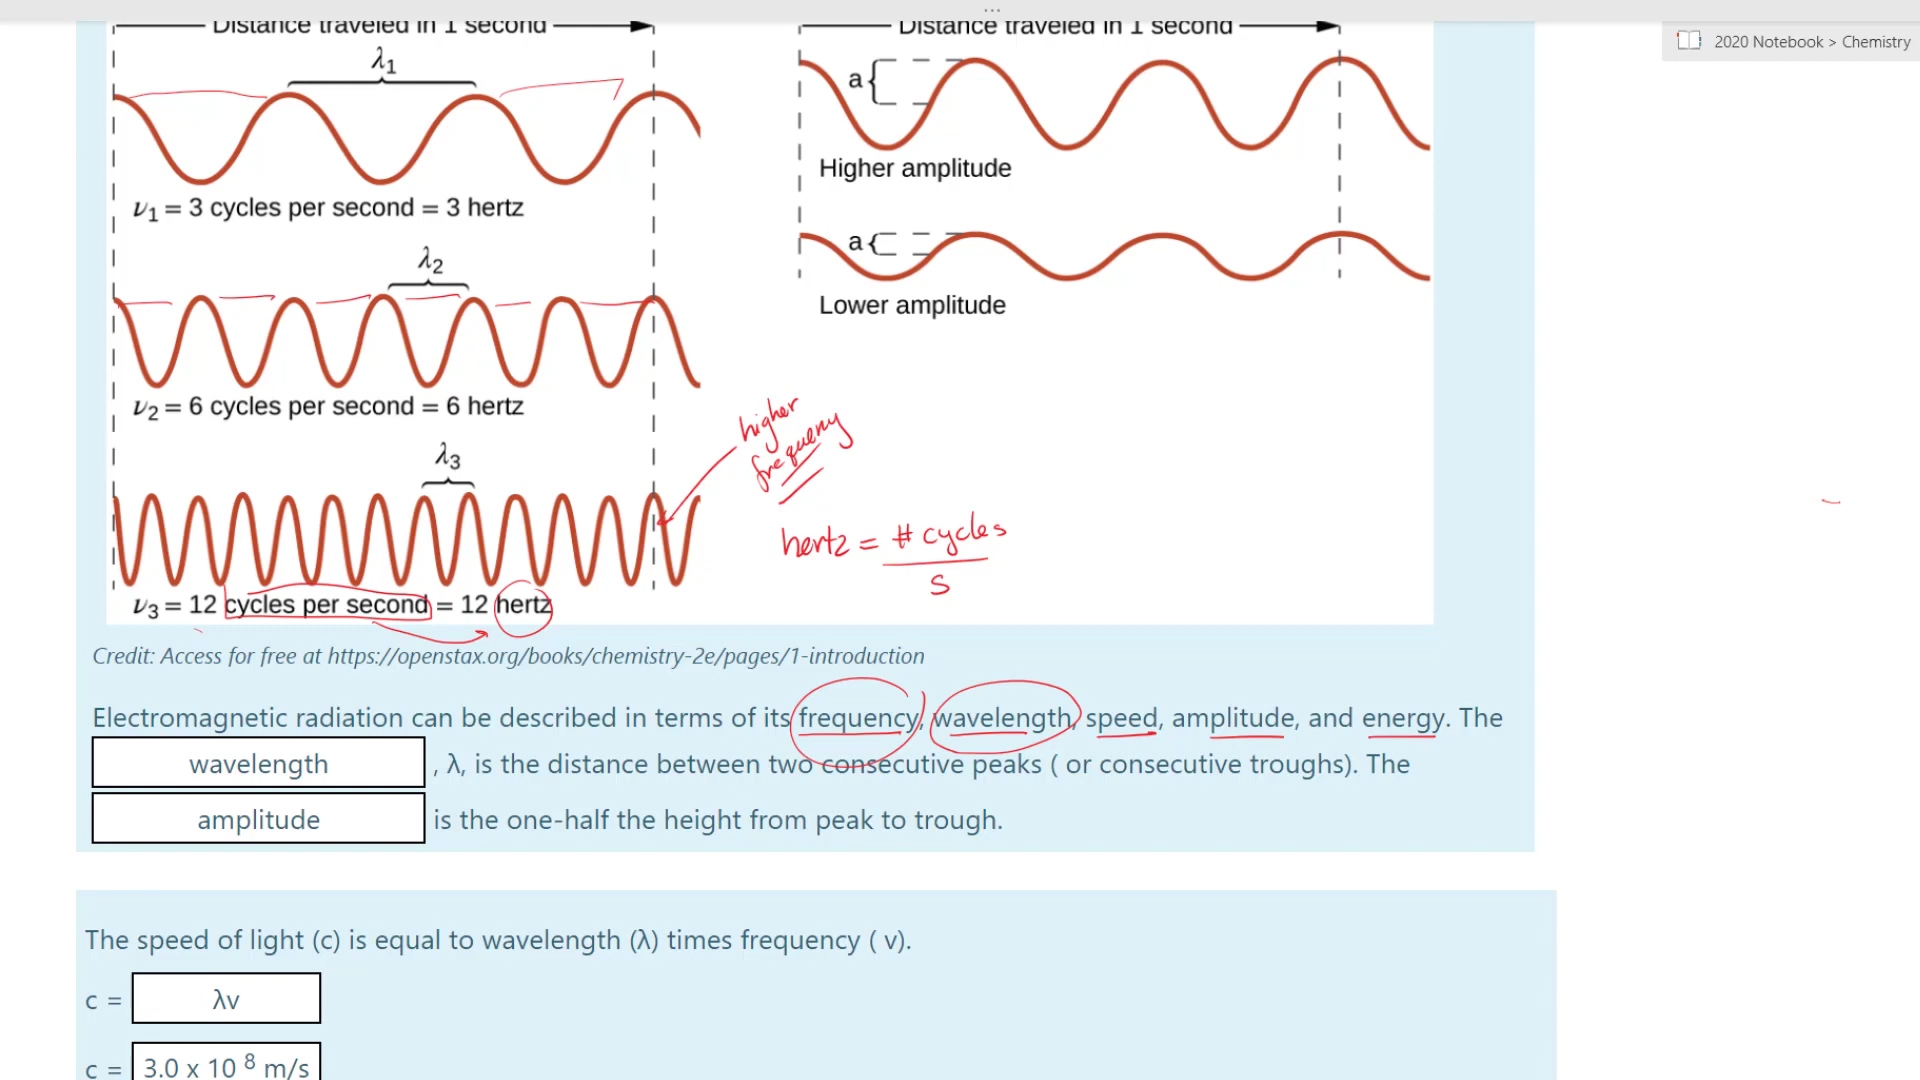 ...
2020 Notebook > Chemistry
Distance traveled in 1 second
λ1
ν1 = 3 cycles per second = 3 hertz
λ2
ν2 = 6 cycles per second = 6 hertz
λ3
ν3 = 12 cycles per second = 12 hertz
Distance traveled in 1 second
a
Higher amplitude
a
Lower amplitude
higher
frequency
hertz = # cycles
s
Credit: Access for free at https://openstax.org/books/chemistry-2e/pages/1-introduction
Electromagnetic radiation can be described in terms of its frequency, wavelength, speed, amplitude, and energy. The
wavelength , λ, is the distance between two consecutive peaks ( or consecutive troughs). The
amplitude is the one-half the height from peak to trough.
The speed of light (c) is equal to wavelength (λ) times frequency ( v).
c = λv
c = 3.0 x 10 8 m/s